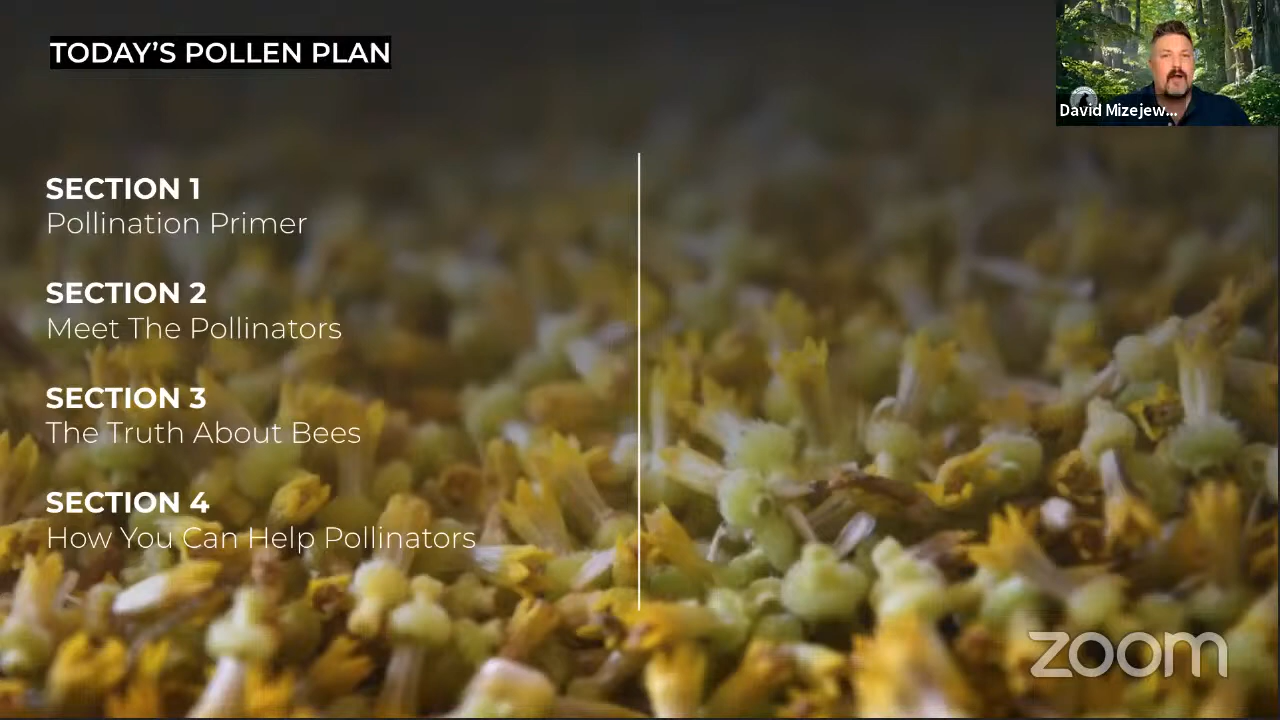 TODAY’S POLLEN PLAN
David Mizejew...
SECTION 1
Pollination Primer
SECTION 2
Meet The Pollinators
SECTION 3
The Truth About Bees
SECTION 4
How You Can Help Pollinators
zoom